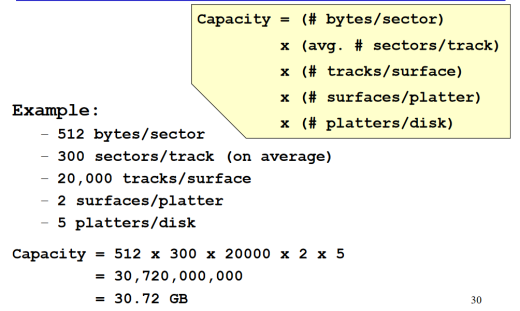 Capacity = (# bytes/sector)
x (avg. # sectors/track)
x (# tracks/surface)
x (# surfaces/platter)
x (# platters/disk)
Example:
– 512 bytes/sector
– 300 sectors/track (on average)
– 20,000 tracks/surface
– 2 surfaces/platter
– 5 platters/disk
Capacity = 512 x 300 x 20000 x 2 x 5
= 30,720,000,000
= 30.72 GB
30